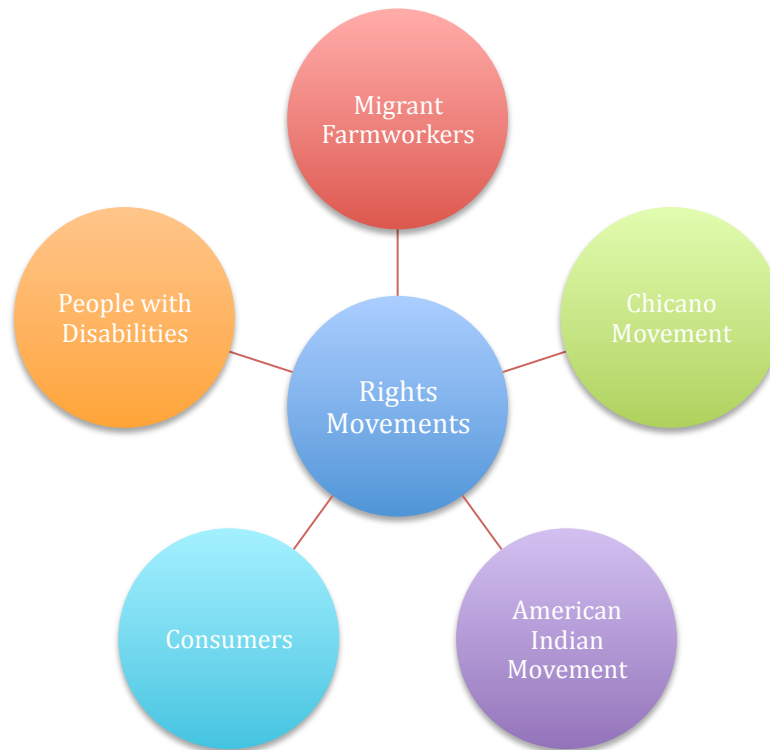 Migrant
Farmworkers
People with
Disabilities
Chicano
Movement
Rights
Movements
Consumers
American
Indian
Movement